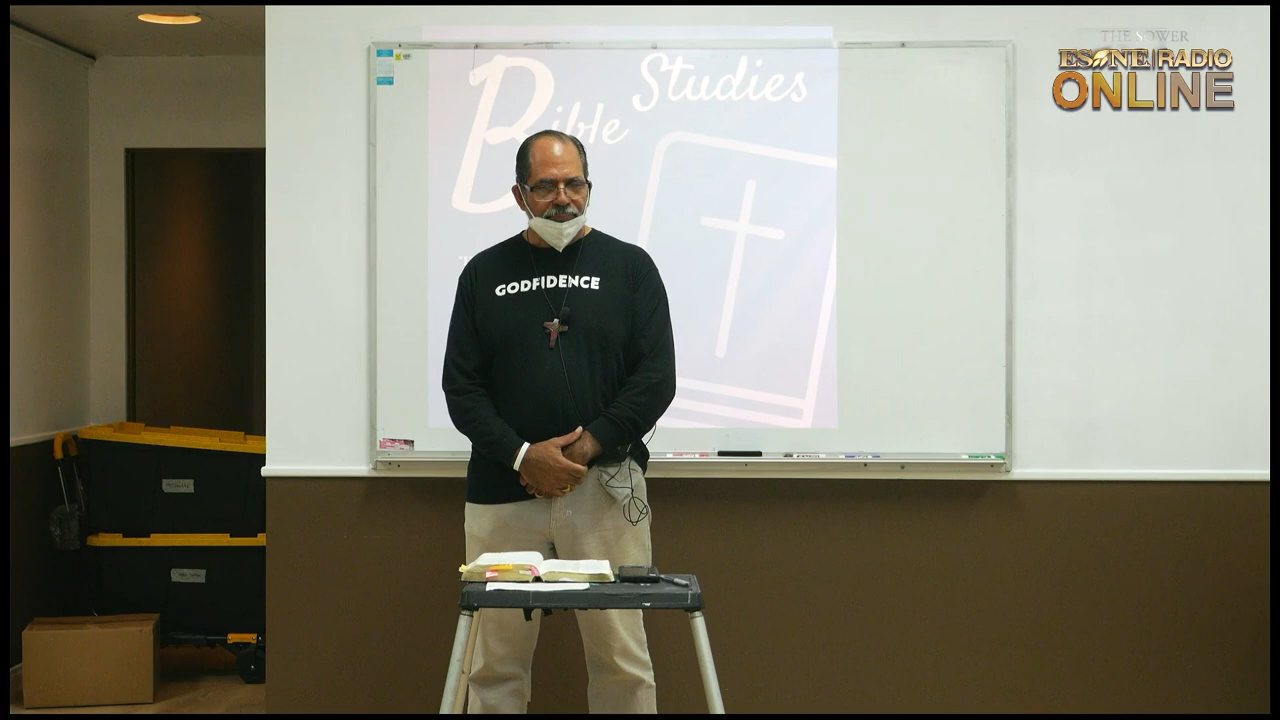 THE SOWER
ESNE RADIO
ONLINE
Bible Studies
GODFIDENCE